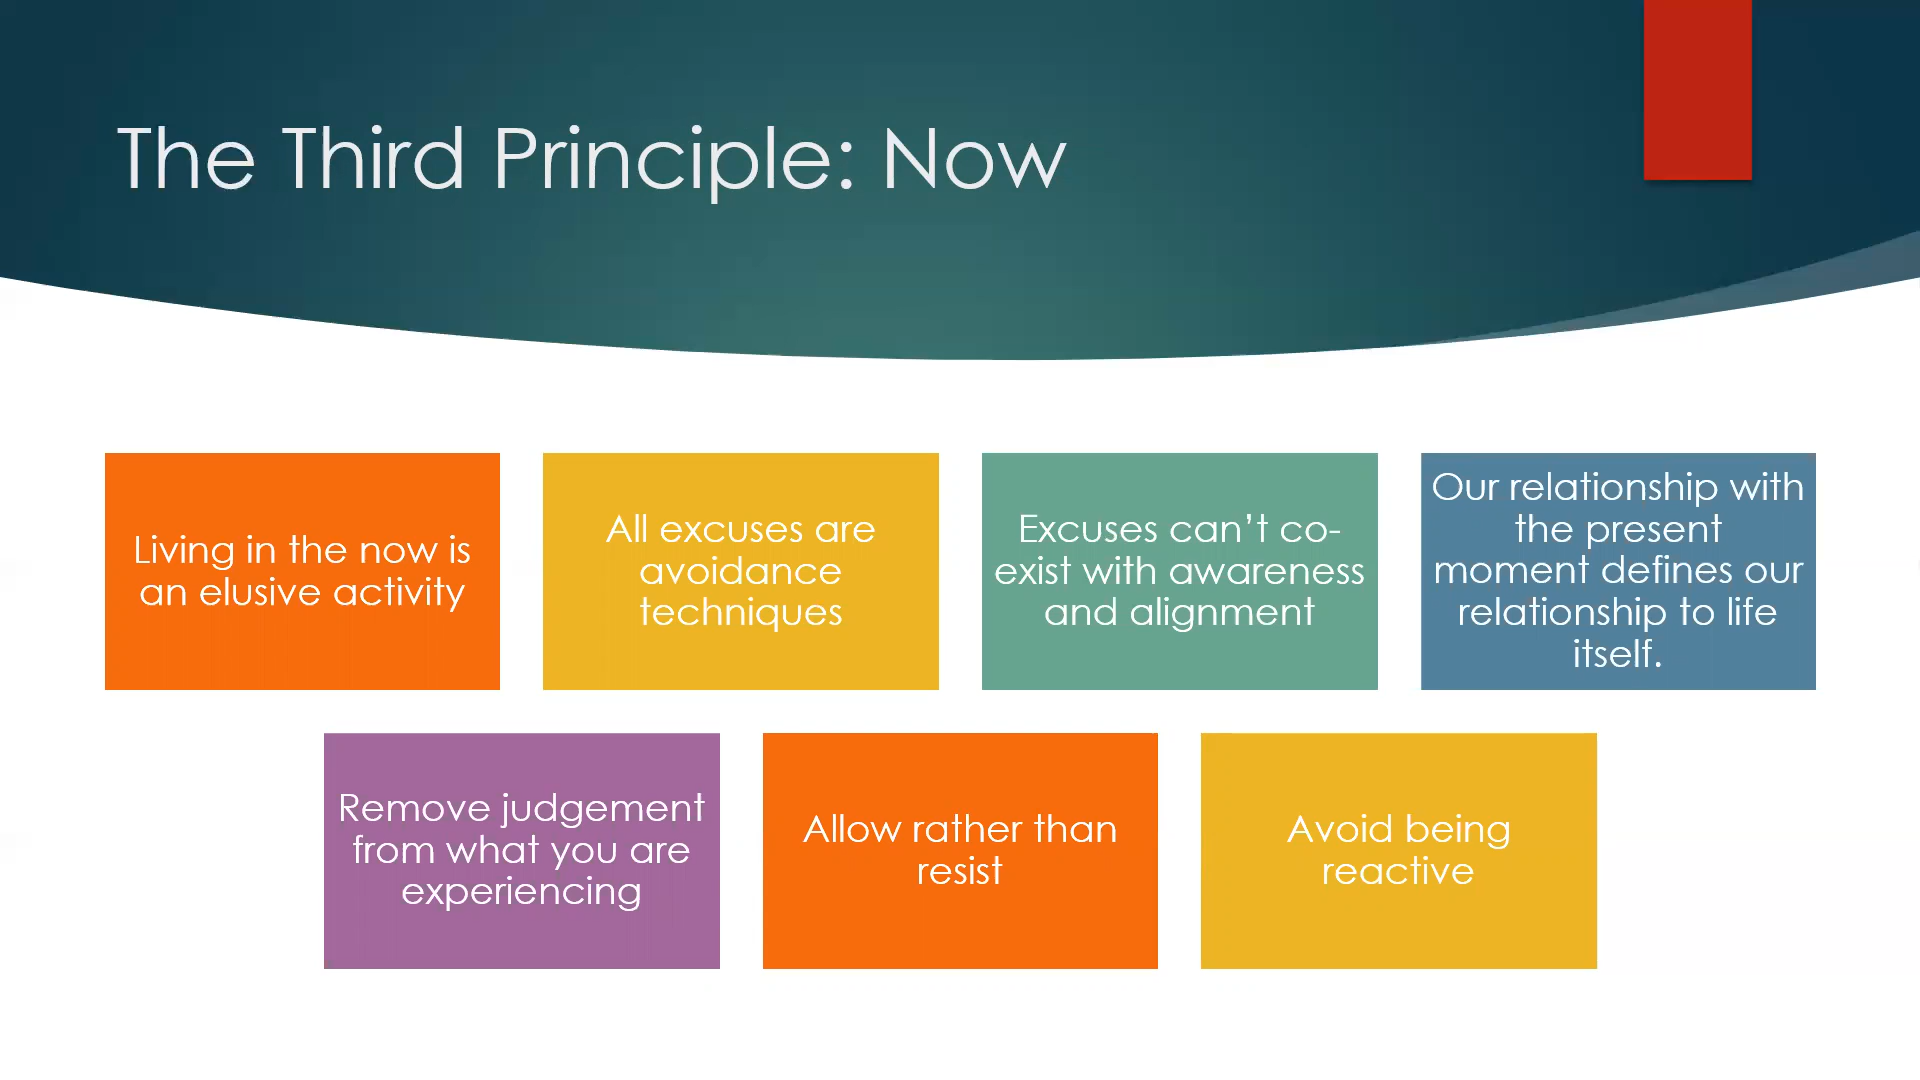 The Third Principle: Now
Living in the now is
an elusive activity
All excuses are
avoidance
techniques
Excuses can’t co-
exist with awareness
and alignment
Our relationship with
the present
moment defines our
relationship to life
itself.
Remove judgement
from what you are
experiencing
Allow rather than
resist
Avoid being
reactive